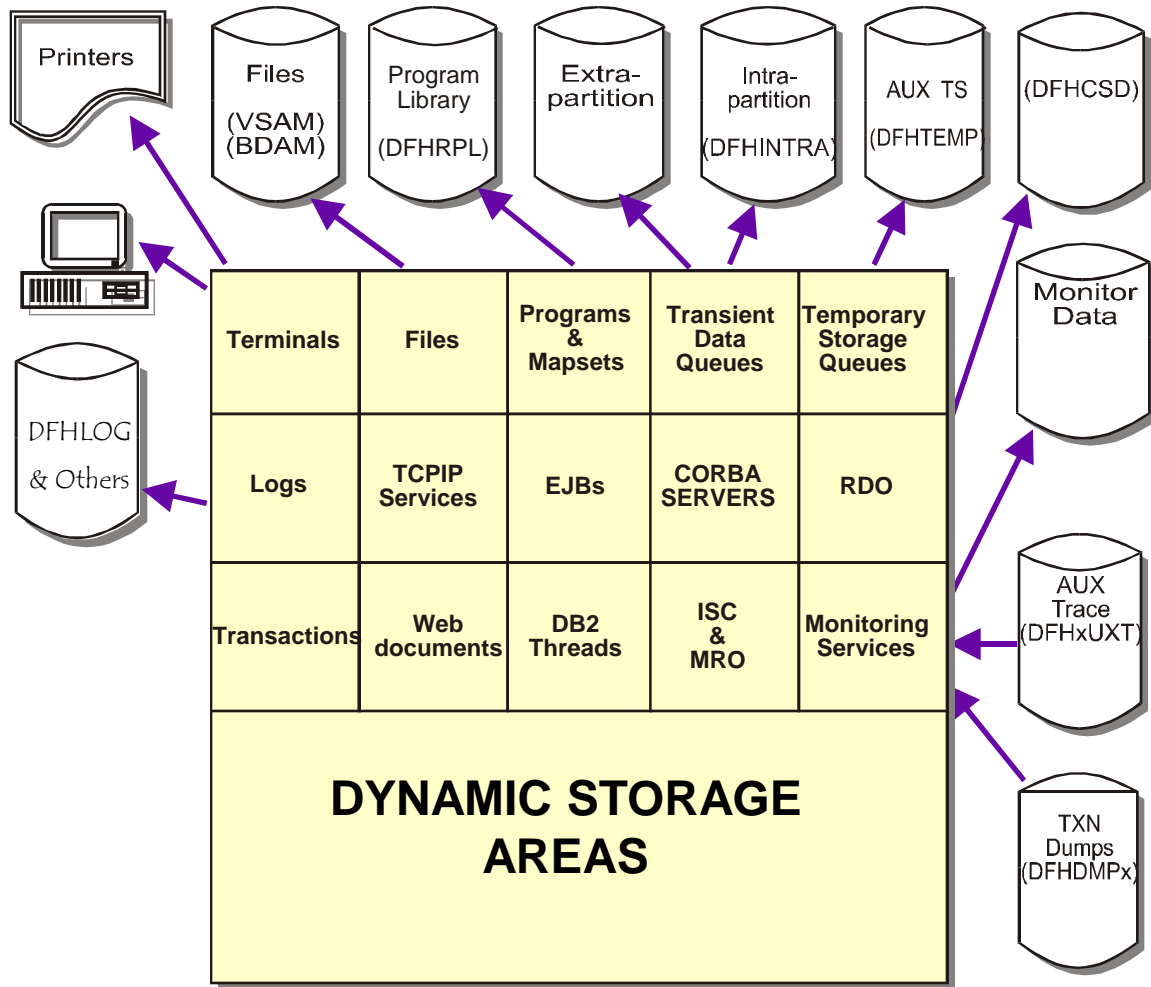 Printers
Files
(VSAM)
(BDAM)
Program
Library
(DFHRPL)
Extra-
partition
Intra-
partition
(DFHINTRA)
AUX TS
(DFHTEMP)
(DFHCSD)
Monitor
Data
DFHLOG
& Others
Terminals
Files
Programs
&
Mapsets
Transient
Data
Queues
Temporary
Storage
Queues
Logs
TCPIP
Services
EJBs
CORBA
SERVERS
RDO
Transactions
Web
documents
DB2
Threads
ISC
&
MRO
Monitoring
Services
AUX
Trace
(DFHxUXT)
DYNAMIC STORAGE
AREAS
TXN
Dumps
(DFHDMPx)